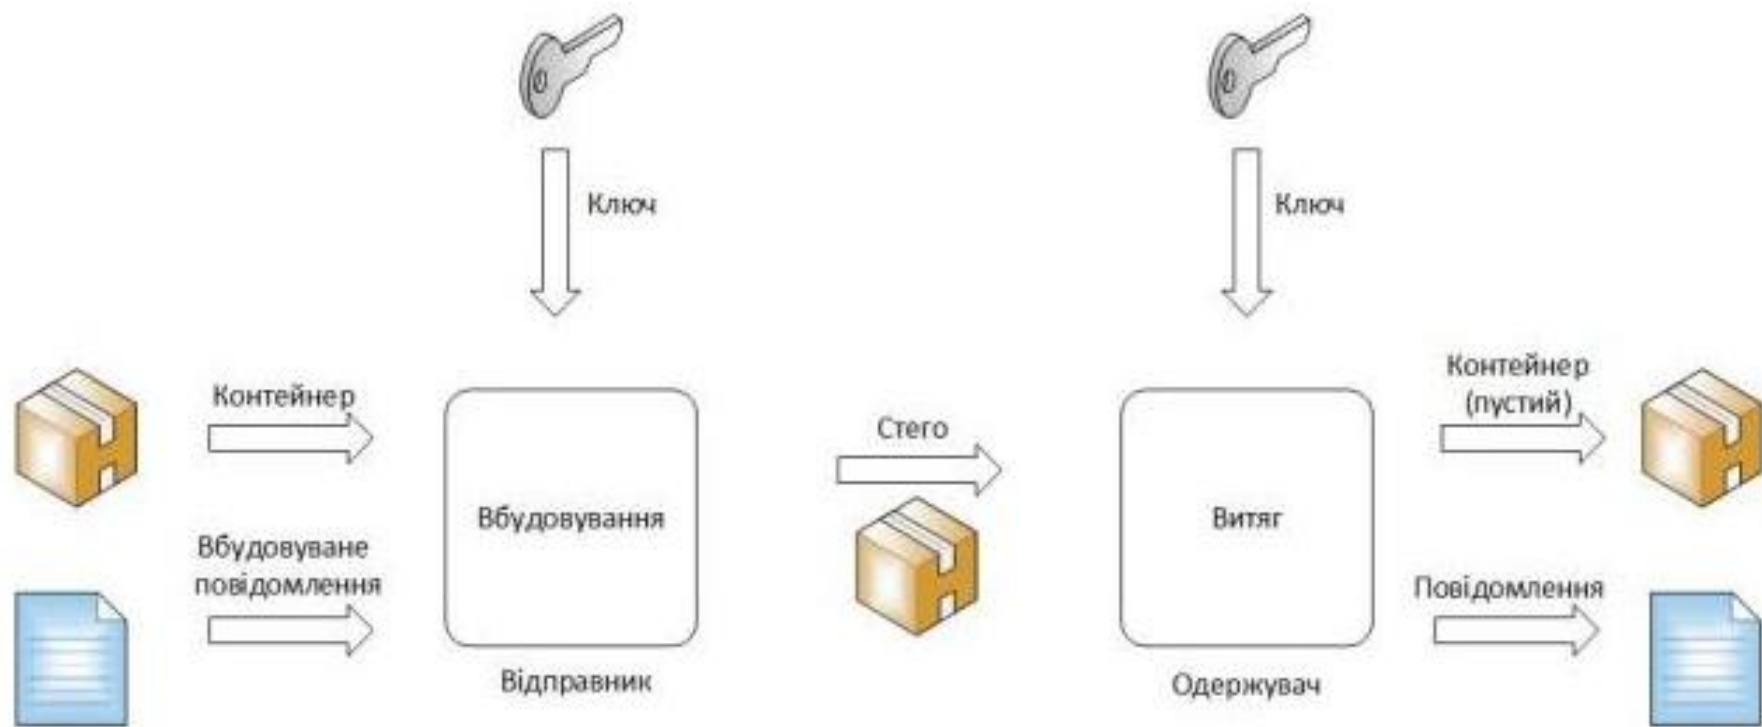 Ключ
Ключ
Контейнер
Вбудовуване
повідомлення
Вбудовування
Відправник
Стего
Витяг
Одержувач
Контейнер
(пустий)
Повідомлення